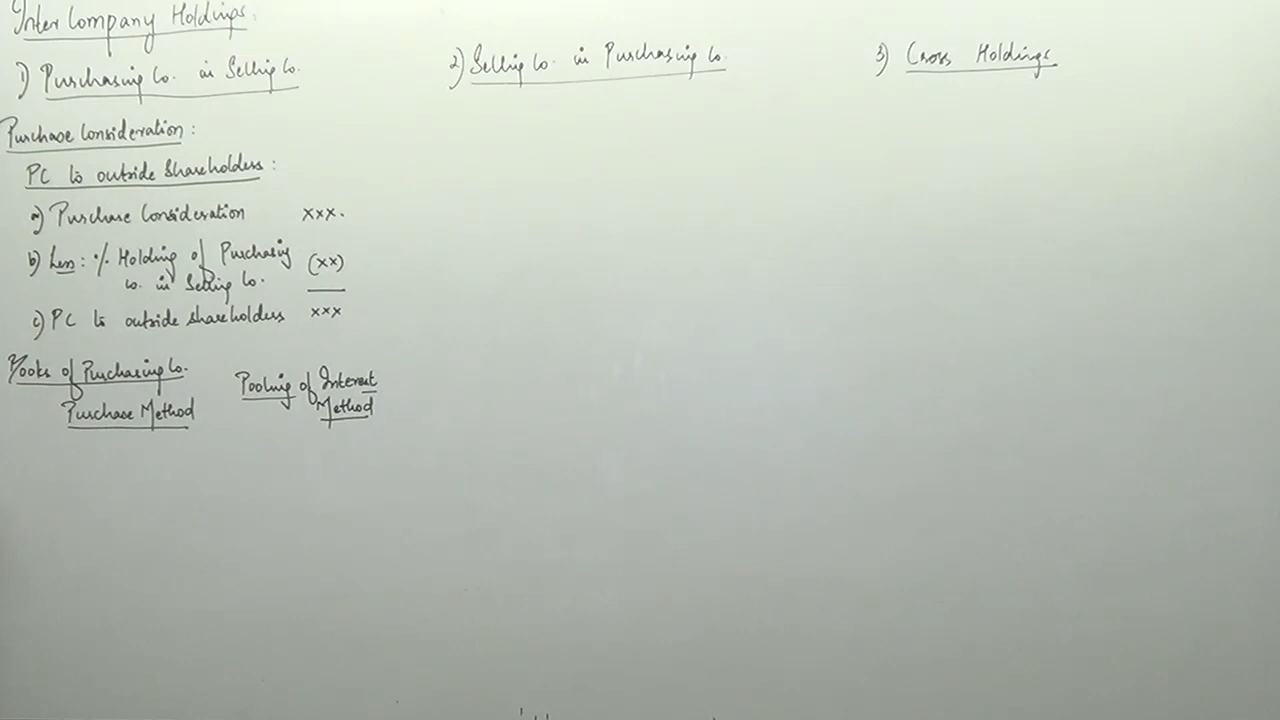 Inter Company Holdings.
1) Purchasing Co. in Selling Co.
Purchase Consideration :
PC to outside shareholders :
a) Purchase Consideration xxx.
b) Less : % Holding of Purchasing
Co. in Selling Co. (xx)
c) PC to outside shareholders xxx
Books of Purchasing Co.
Purchase Method
Pooling of Interest
Method
2) Selling Co. in Purchasing Co.
3) Cross Holdings